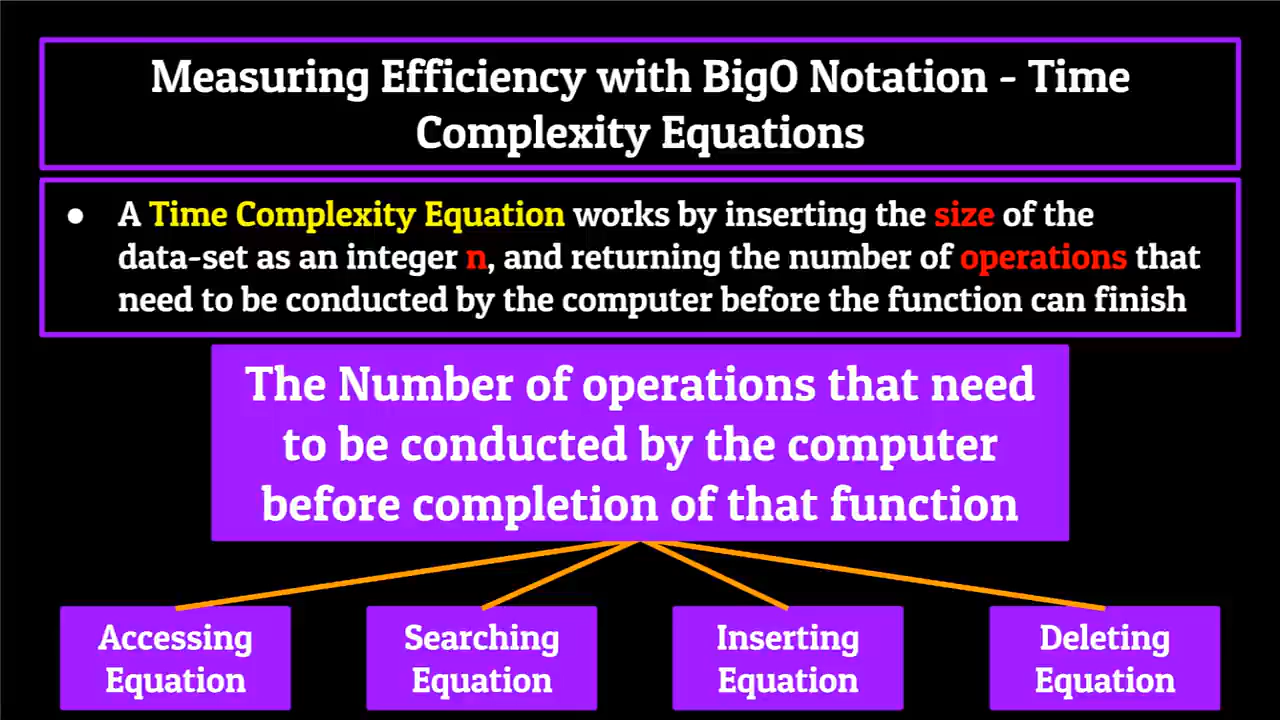 Measuring Efficiency with BigO Notation - Time
Complexity Equations
● A Time Complexity Equation works by inserting the size of the
data-set as an integer n, and returning the number of operations that
need to be conducted by the computer before the function can finish
The Number of operations that need
to be conducted by the computer
before completion of that function
Accessing
Equation
Searching
Equation
Inserting
Equation
Deleting
Equation